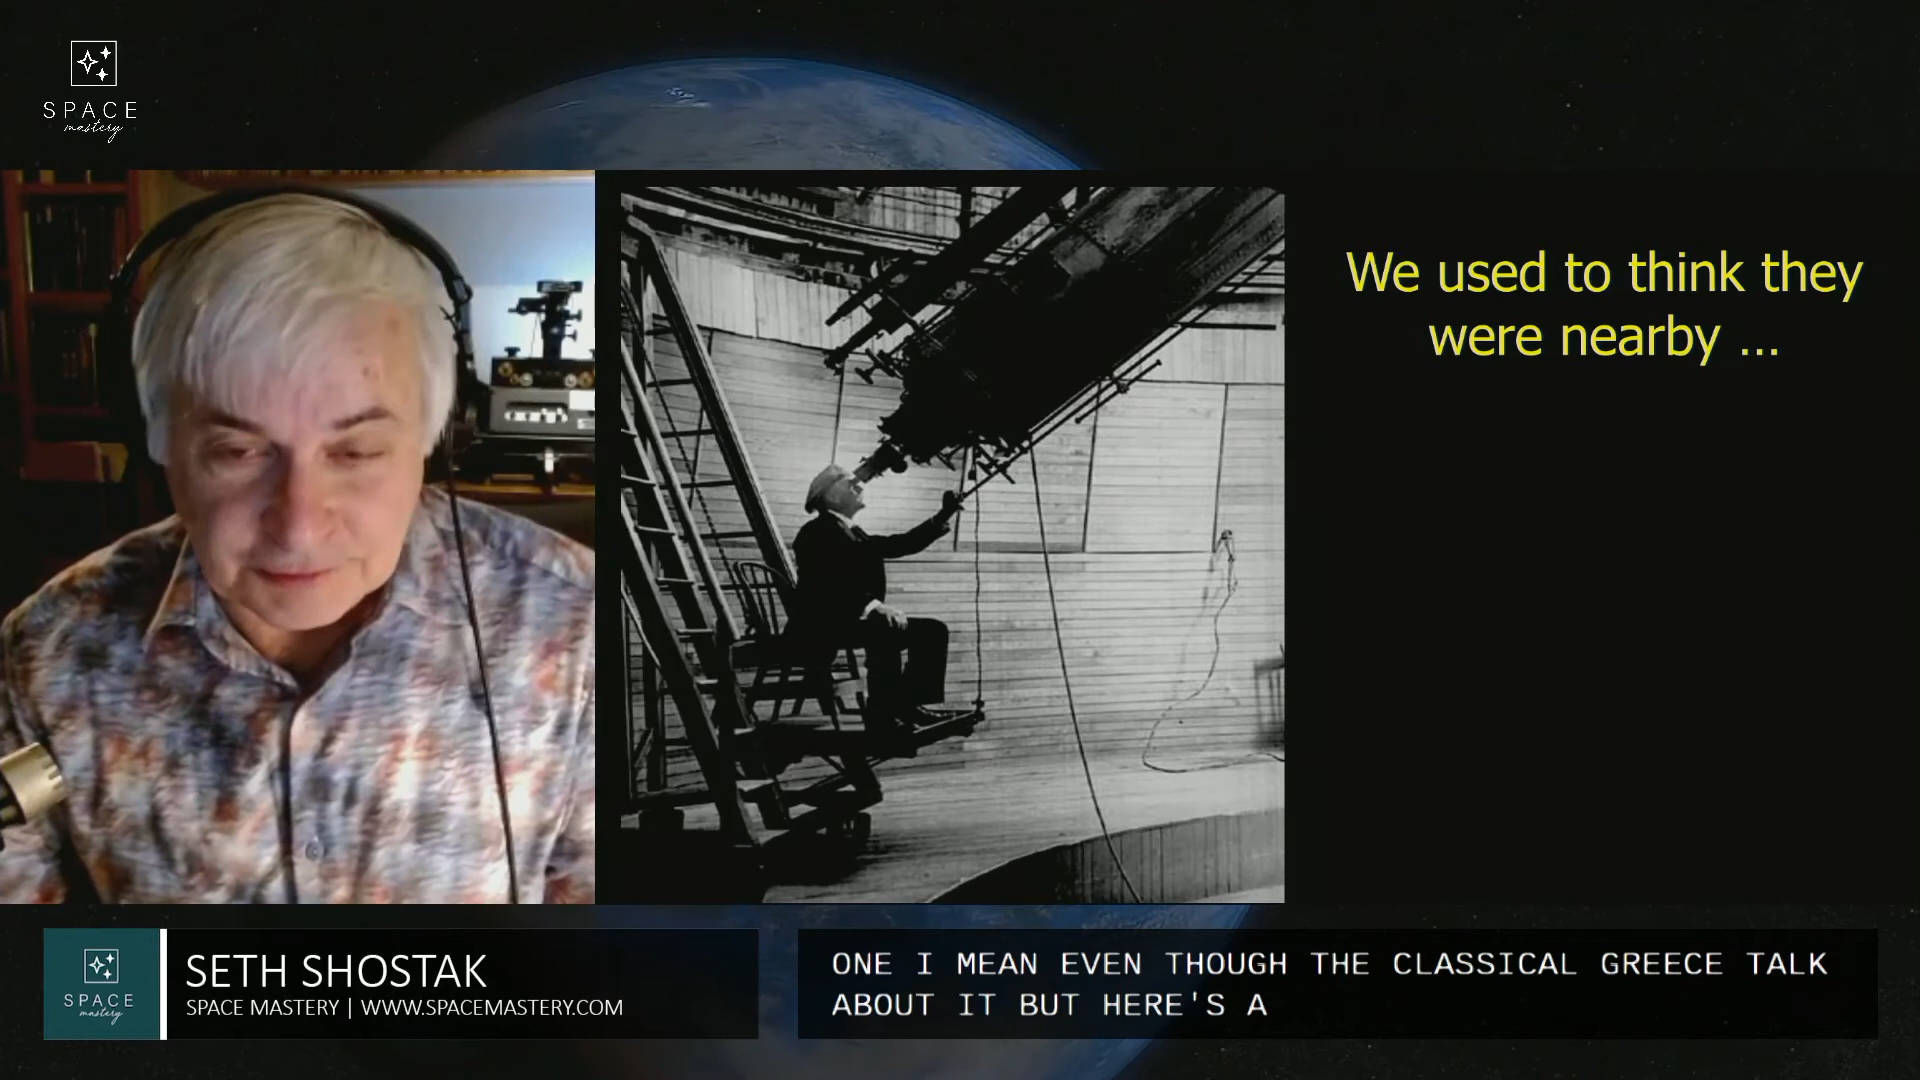 SPACE
mastery
We used to think they
were nearby ...
SPACE
mastery
SETH SHOSTAK
SPACE MASTERY | WWW.SPACEMASTERY.COM
ONE I MEAN EVEN THOUGH THE CLASSICAL GREECE TALK
ABOUT IT BUT HERE'S A